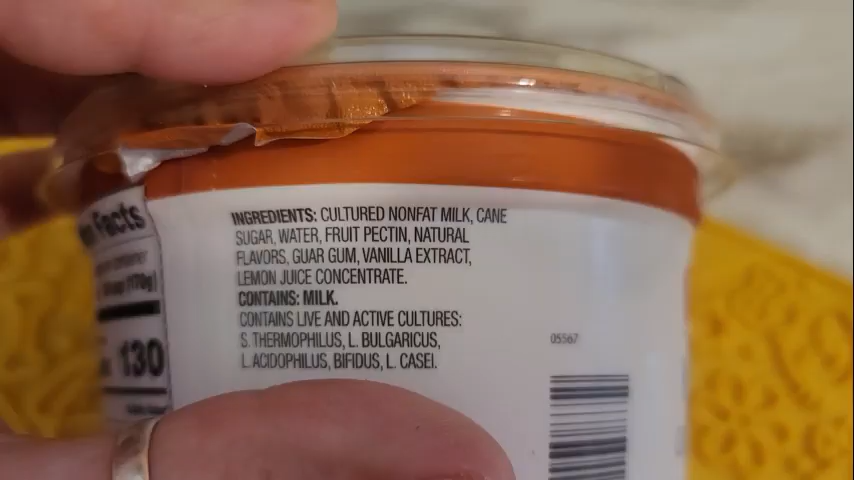 Facts
(170g)
130
INGREDIENTS: CULTURED NONFAT MILK, CANE
SUGAR, WATER, FRUIT PECTIN, NATURAL
FLAVORS, GUAR GUM, VANILLA EXTRACT,
LEMON JUICE CONCENTRATE.
CONTAINS: MILK.
CONTAINS LIVE AND ACTIVE CULTURES:
S. THERMOPHILUS, L. BULGARICUS,
L. ACIDOPHILUS, BIFIDUS, L. CASEI.
05567